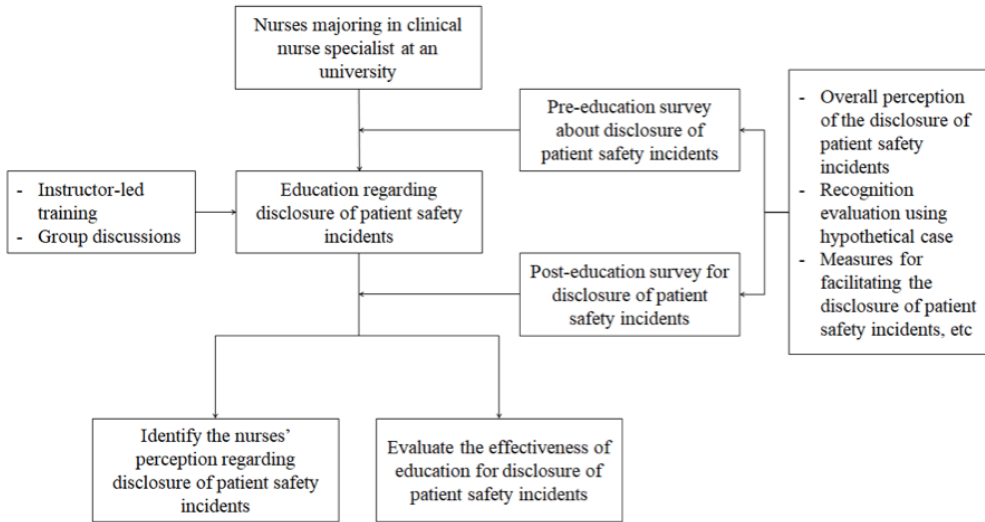 Nurses majoring in clinical
nurse specialist at an
university
Pre-education survey
about disclosure of
patient safety incidents
- Overall perception
of the disclosure of
patient safety
incidents
- Recognition
evaluation using
hypothetical case
- Measures for
facilitating the
disclosure of patient
safety incidents, etc
- Instructor-led
training
- Group discussions
Education regarding
disclosure of patient safety
incidents
Post-education survey for
disclosure of patient
safety incidents
Identify the nurses’
perception regarding
disclosure of patient safety
incidents
Evaluate the effectiveness of
education for disclosure of
patient safety incidents